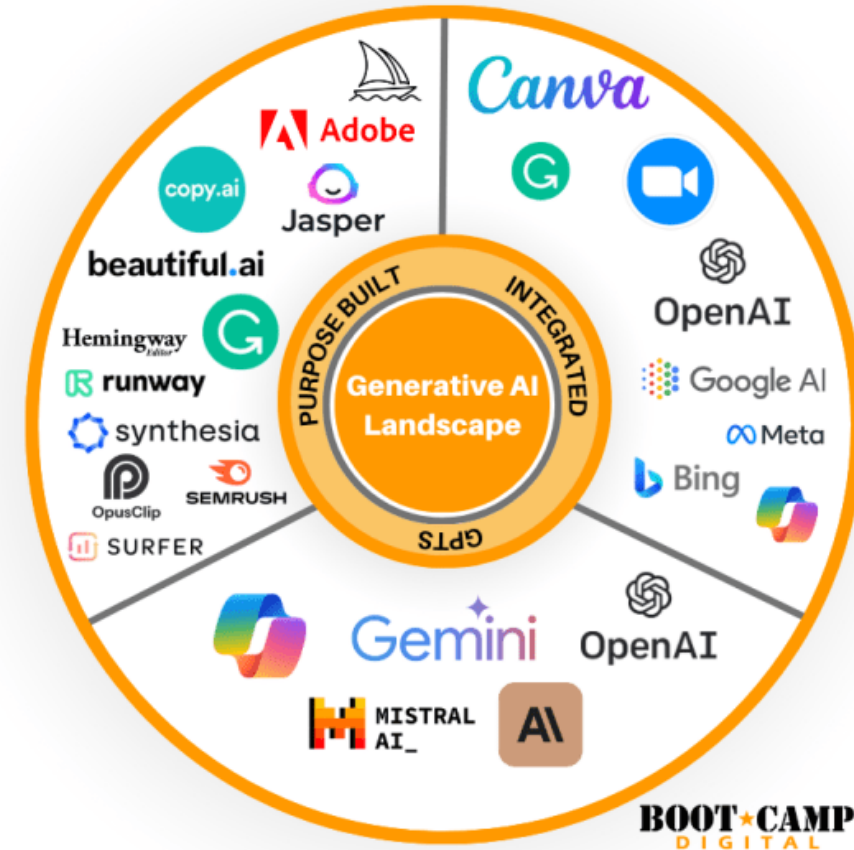 Canva
Adobe
copy.ai
Jasper
beautiful.ai
Hemingway
Editor
runway
synthesia
OpusClip
SEMRUSH
SURFER
OpenAI
Google AI
Meta
Bing
PURPOSE BUILT
INTEGRATED
GPTS
Generative AI
Landscape
Gemini
OpenAI
MISTRAL
AI_
A\
BOOT★CAMP
DIGITAL